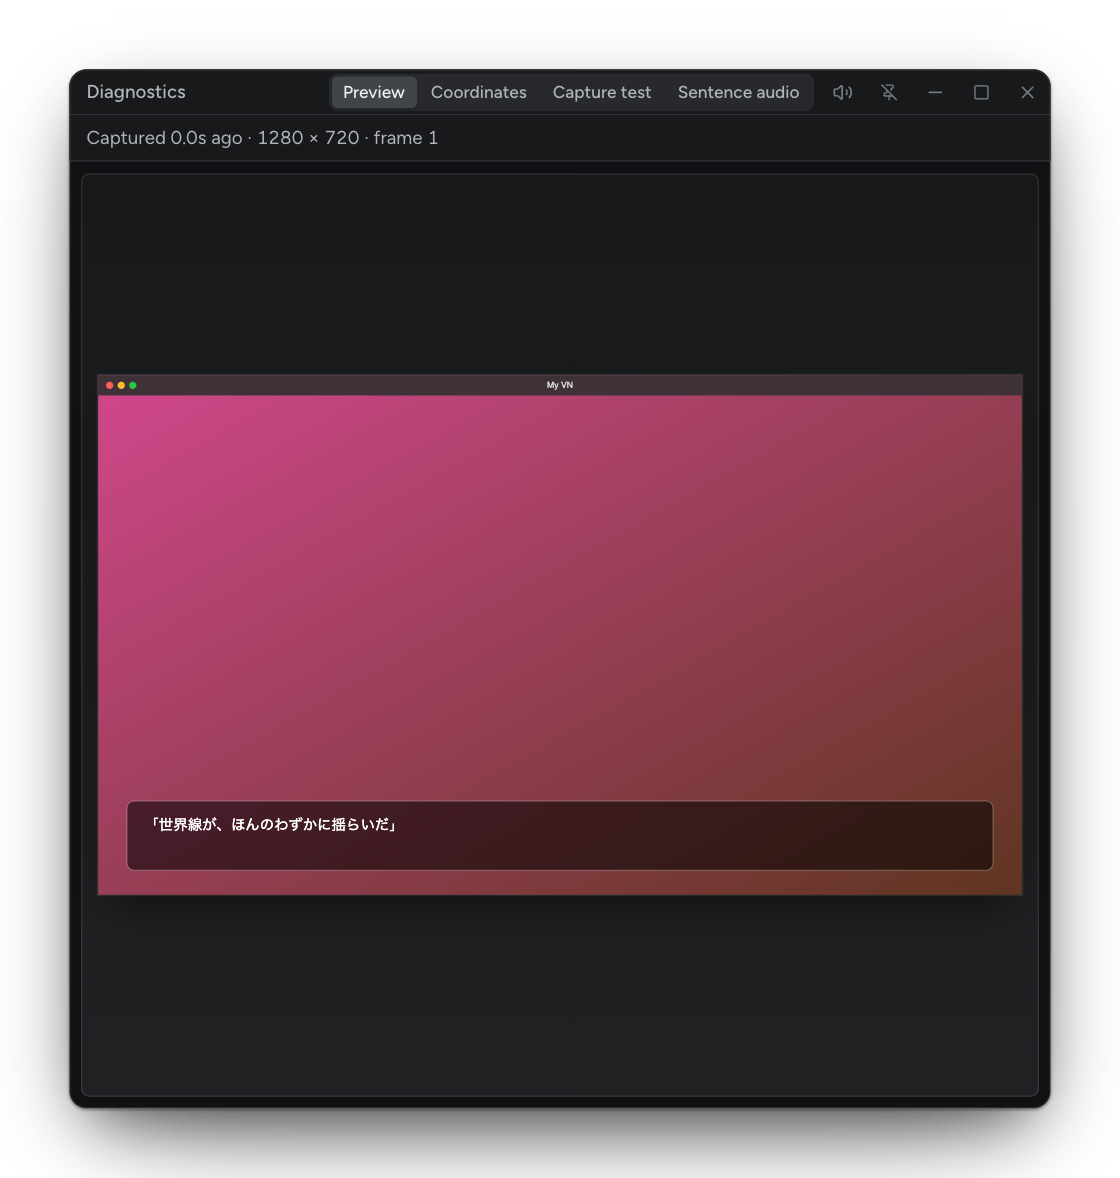 Diagnostics
Preview
Coordinates
Capture test
Sentence audio
Captured 0.0s ago · 1280 × 720 · frame 1
My VN
「世界線が、ほんのわずかに揺らいだ」